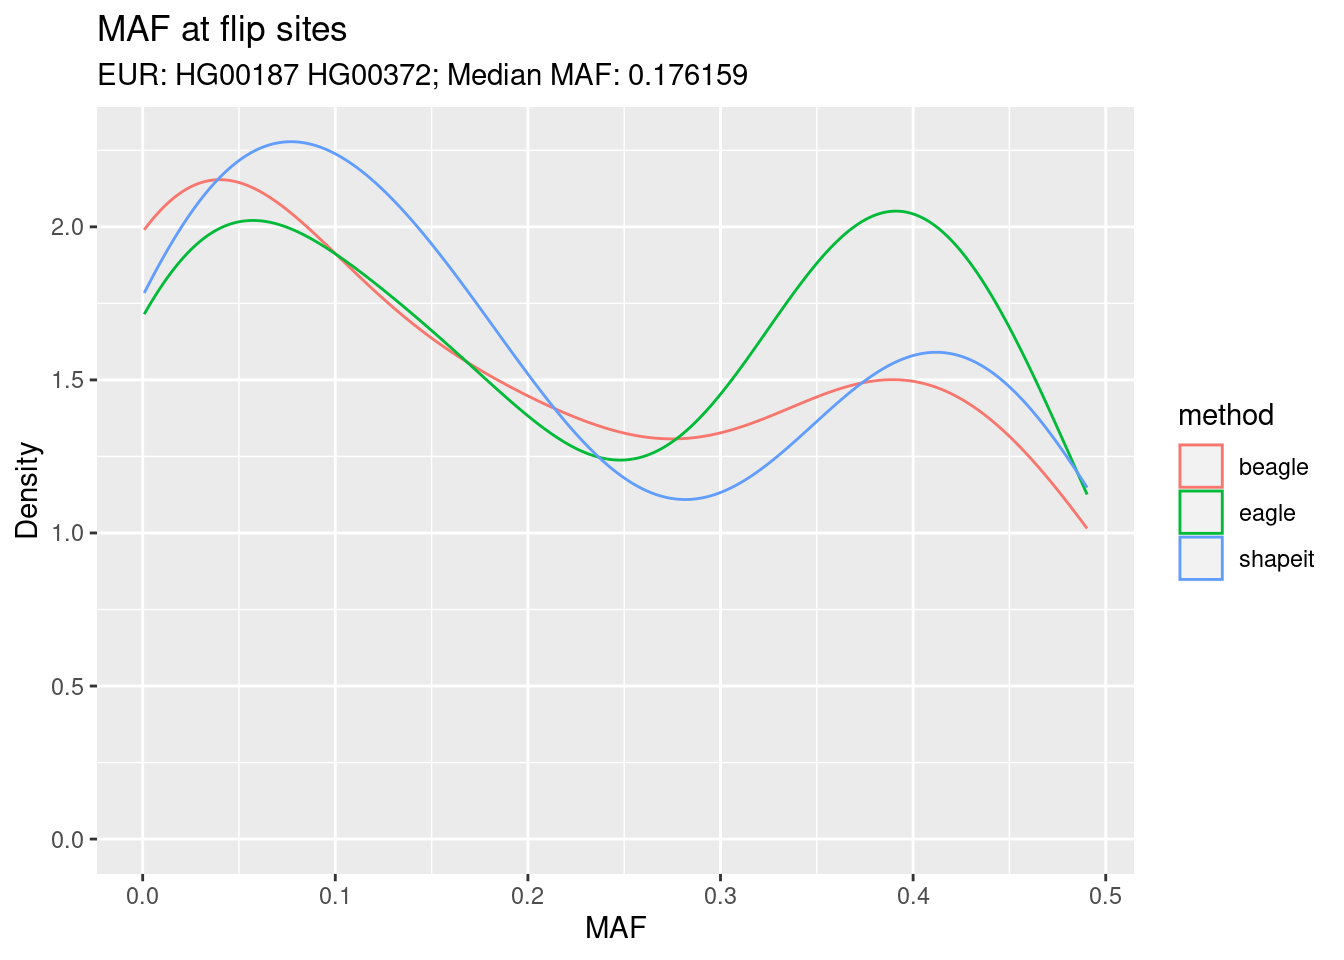 MAF at flip sites
EUR: HG00187 HG00372; Median MAF: 0.176159
Density
2.0
1.5
1.0
0.5
0.0
0.0 0.1 0.2 0.3 0.4 0.5
MAF
method
beagle
eagle
shapeit